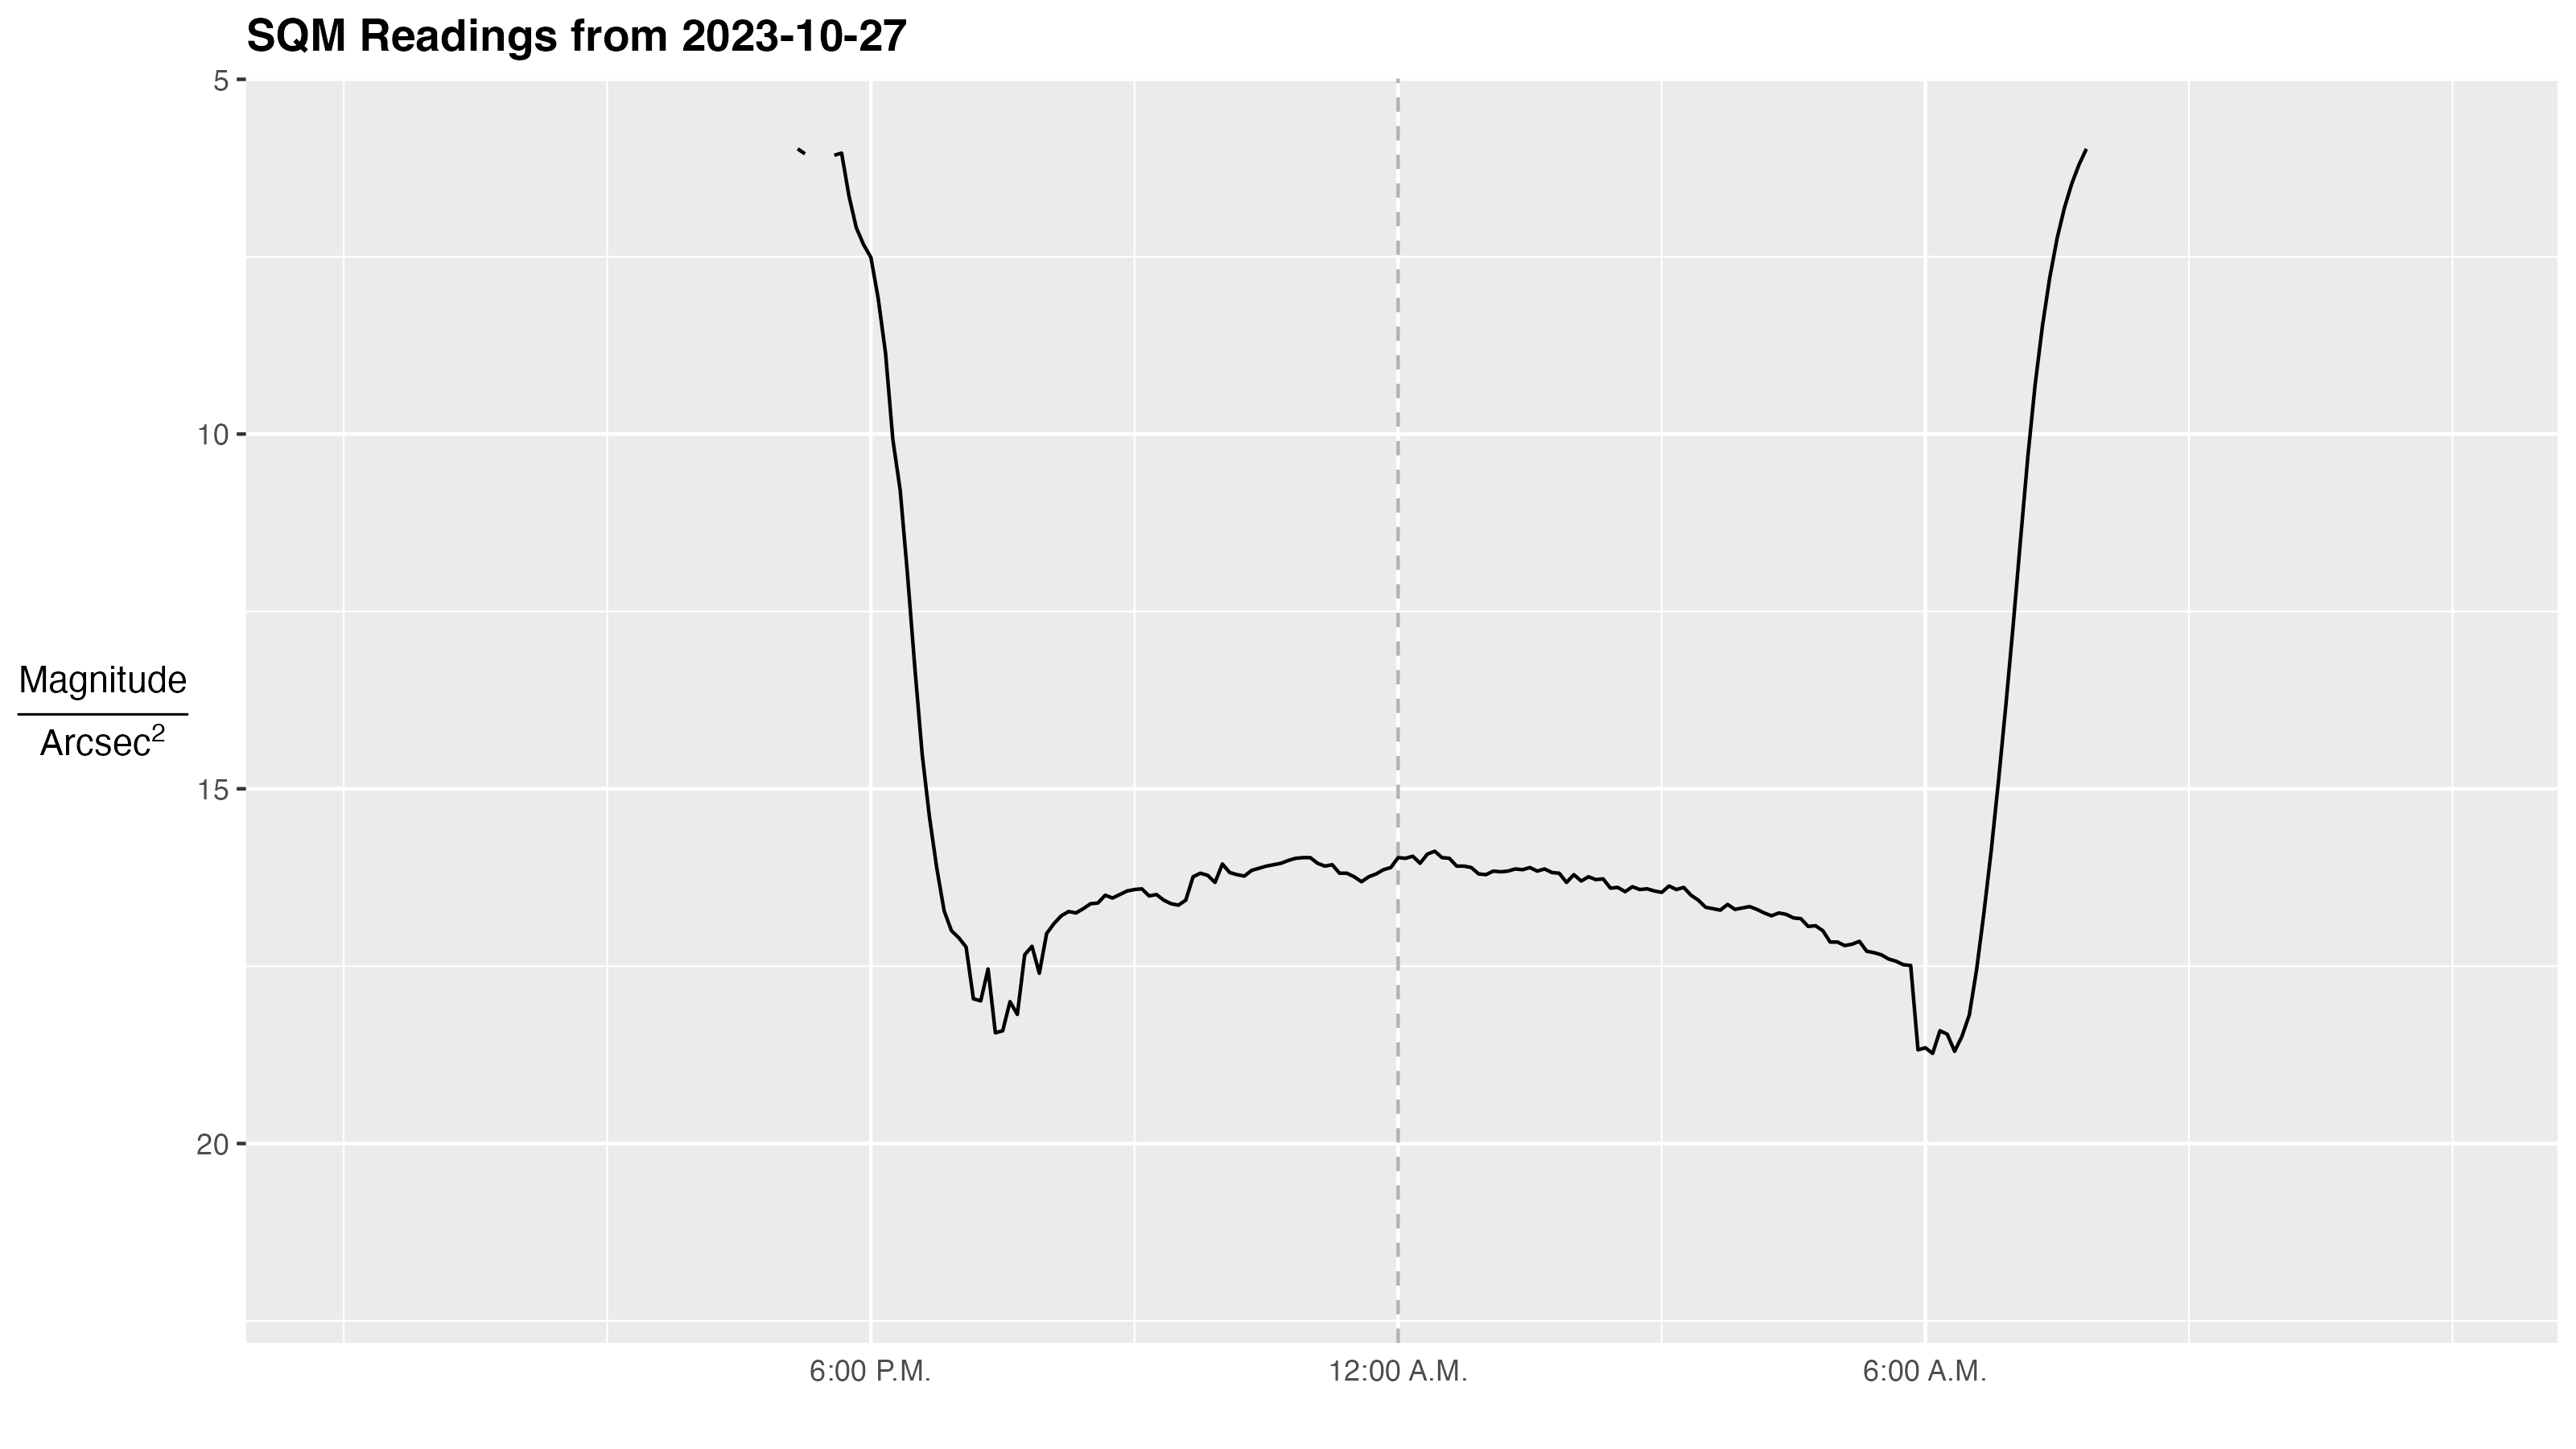 SQM Readings from 2023-10-27
5
10
15
20
Magnitude
Arcsec²
6:00 P.M.
12:00 A.M.
6:00 A.M.